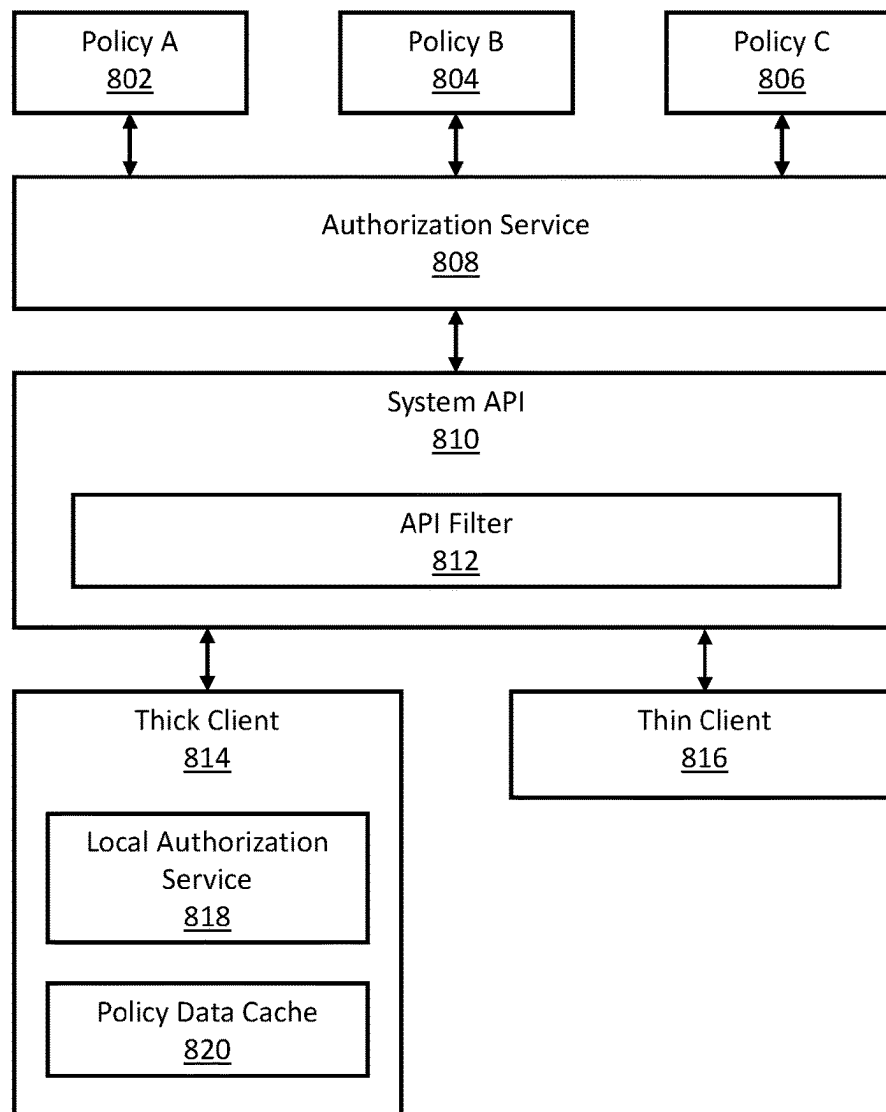 Policy A
802
Policy B
804
Policy C
806
Authorization Service
808
System API
810
API Filter
812
Thick Client
814
Thin Client
816
Local Authorization
Service
818
Policy Data Cache
820